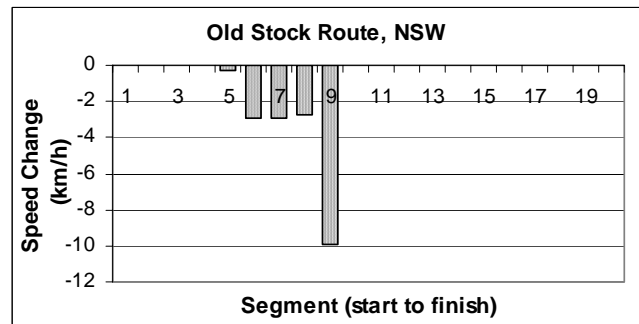 Old Stock Route, NSW
0
-2
-4
-6
-8
-10
-12
1 3 5 7 9 11 13 15 17 19
Speed Change
(km/h)
Segment (start to finish)